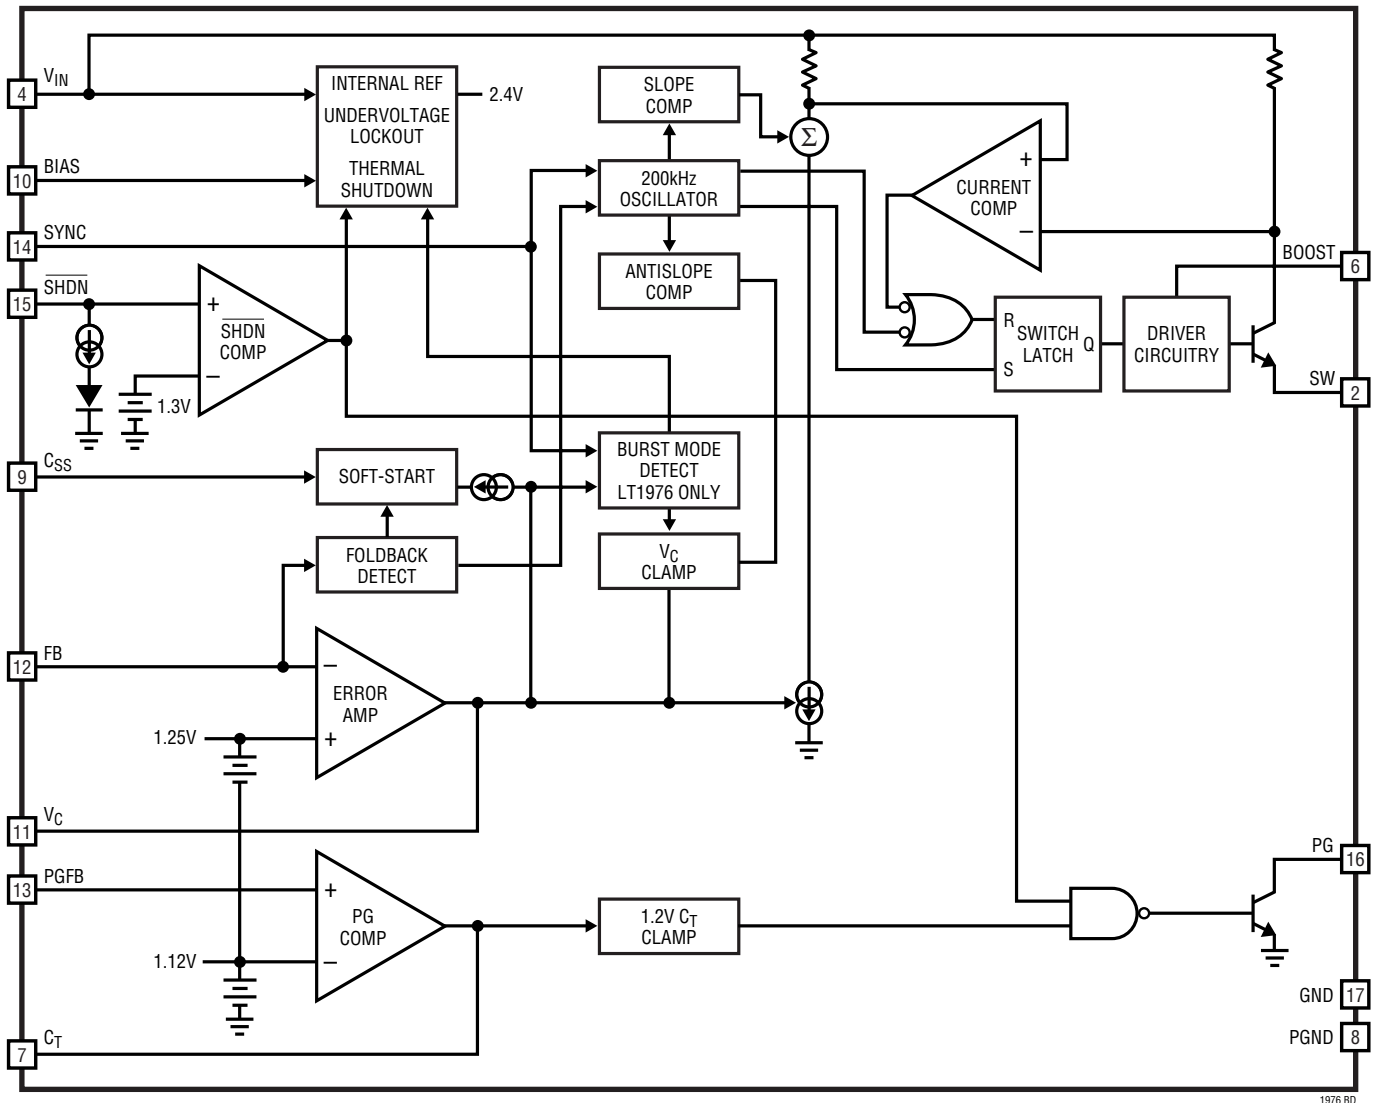 VIN
4
BIAS
10
SYNC
14
SHDN
15
+
SHDN
COMP
−
1.3V
INTERNAL REF
UNDERVOLTAGE
LOCKOUT
THERMAL
SHUTDOWN
2.4V
SLOPE
COMP
Σ
200kHz
OSCILLATOR
ANTISLOPE
COMP
+
CURRENT
COMP
−
R
SWITCH
LATCH
Q
S
DRIVER
CIRCUITRY
BOOST
6
SW
2
CSS
9
SOFT-START
BURST MODE
DETECT
LT1976 ONLY
FOLDBACK
DETECT
VC
CLAMP
FB
12
−
ERROR
AMP
+
1.25V
VC
11
PGFB
13
+
PG
COMP
−
1.12V
CT
7
1.2V CT
CLAMP
PG
16
GND
17
PGND
8
1976 BD